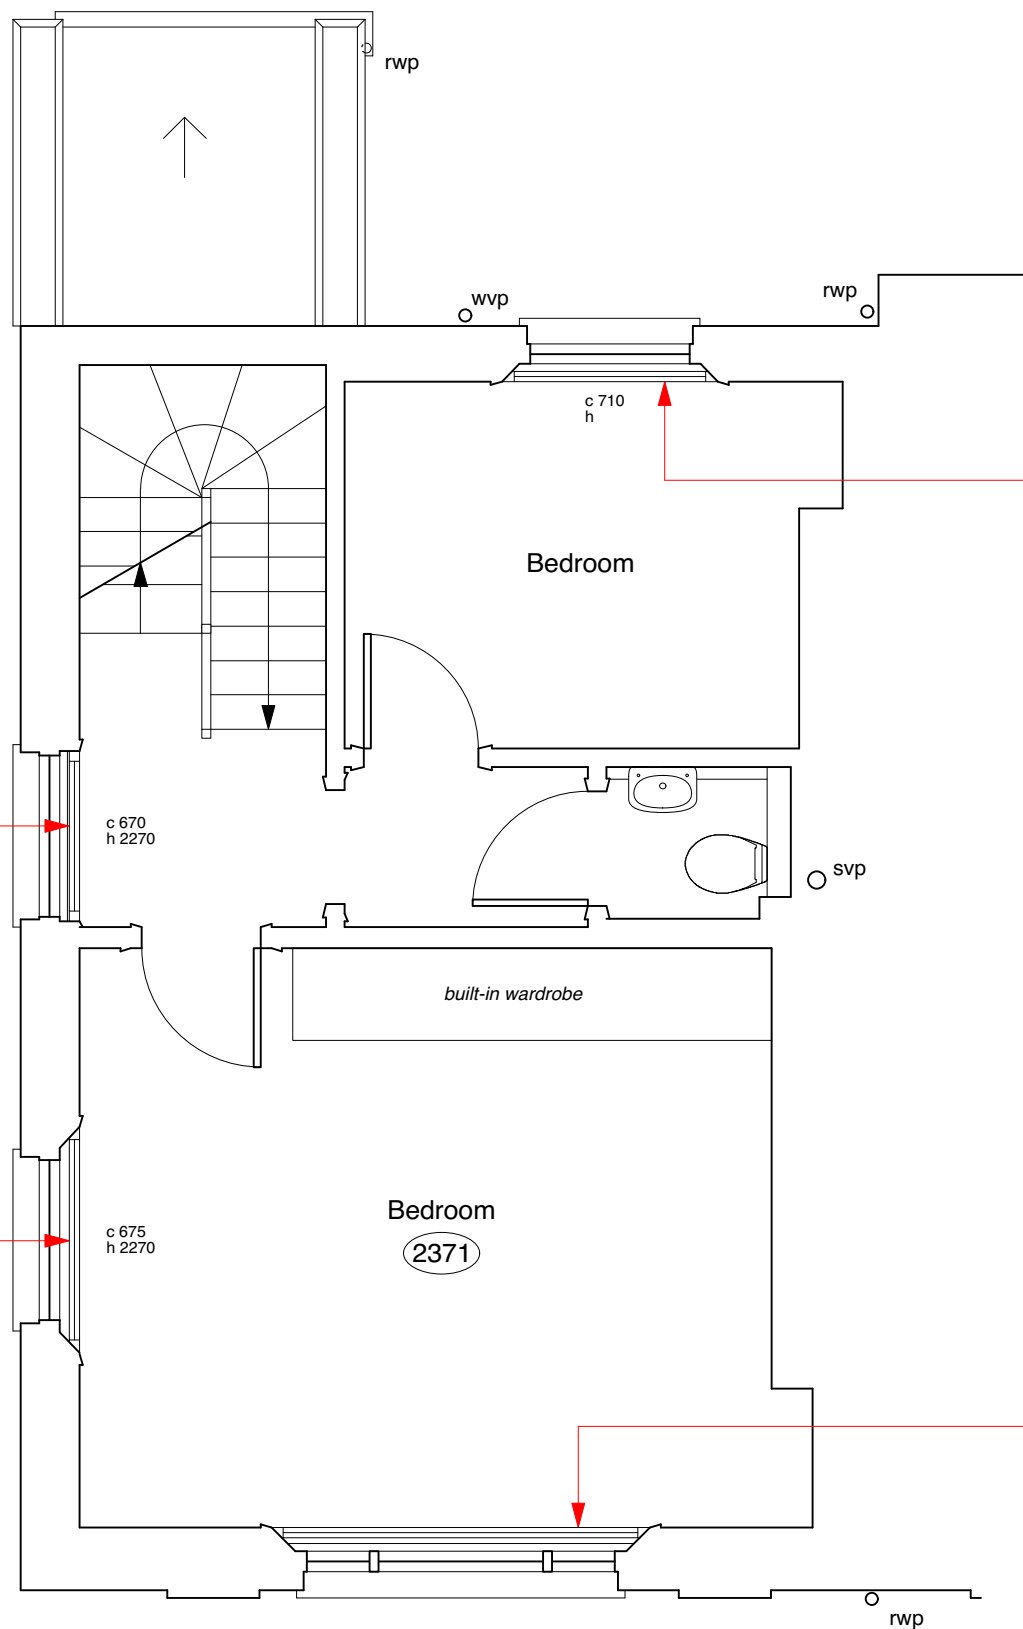 rwp
wvp
rwp
c 710
h
Bedroom
c 670
h 2270
svp
built-in wardrobe
Bedroom
2371
c 675
h 2270
rwp